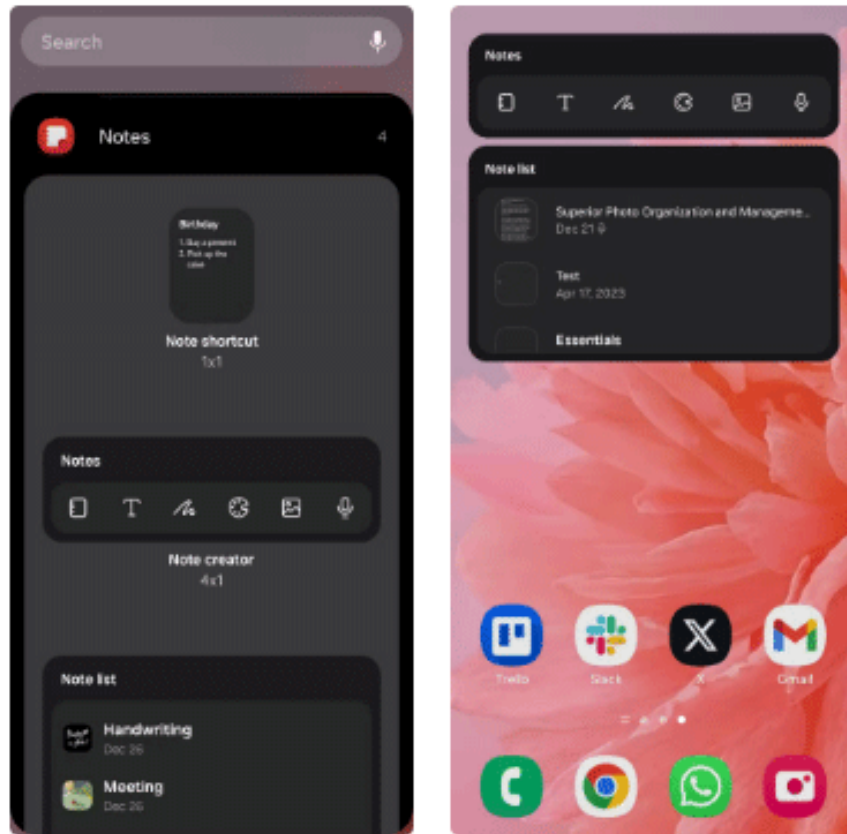 Search
Notes
4
Birthday
1. Buy a present
2. Pick up the
cake
Note shortcut
1x1
Notes
T
Note creator
4x1
Note list
Handwriting
Dec 26
Meeting
Dec 26
Notes
T
Note list
Superior Photo Organization and Manageme...
Dec 21
Test
Apr 17, 2023
Essentials
Trello
Slack
X
Gmail